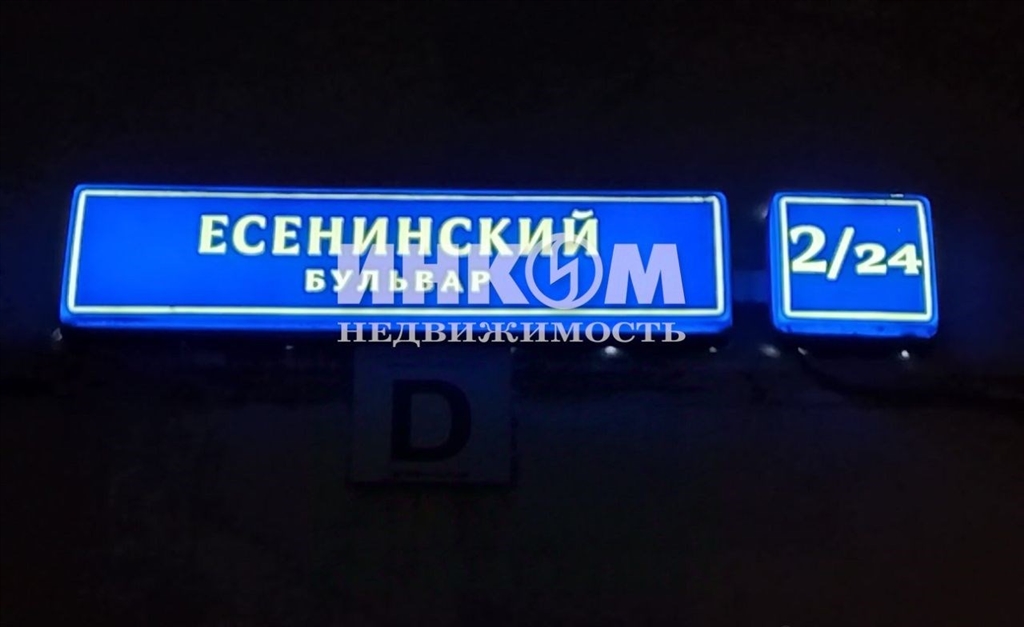 ЕСЕНИНСКИЙ
БУЛЬВАР
2/24
ИНКОМ
НЕДВИЖИМОСТЬ
D